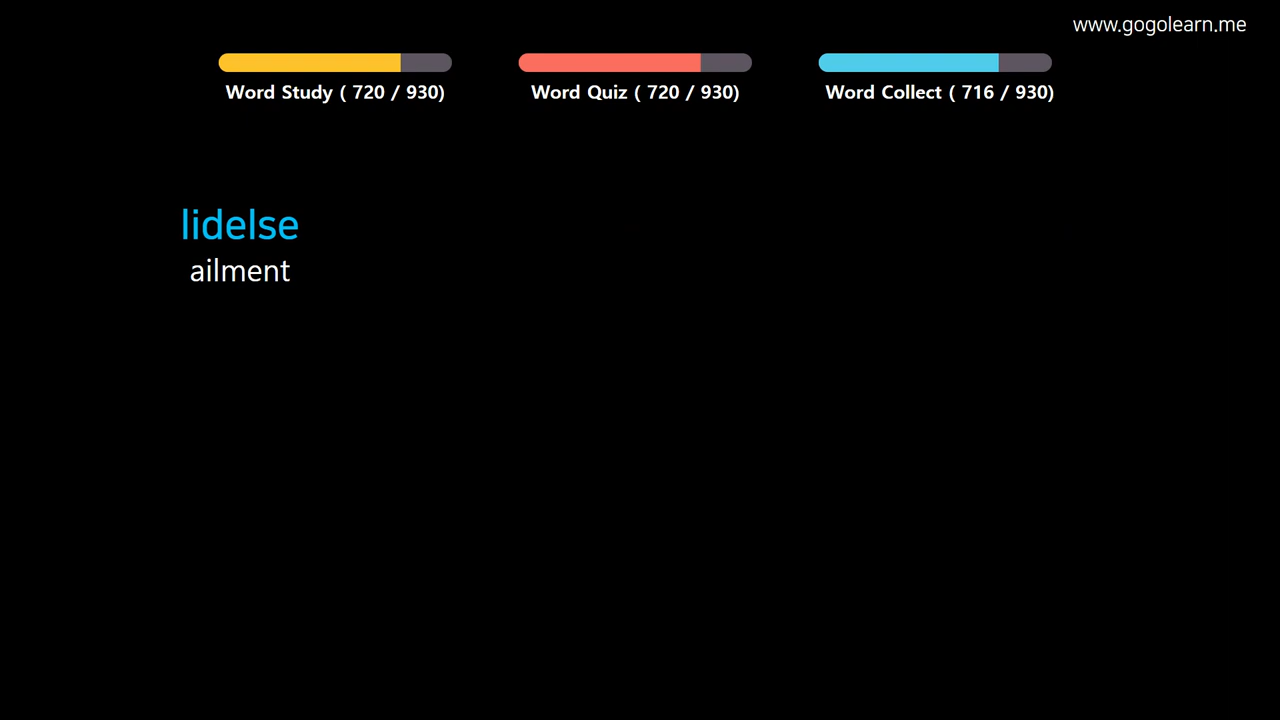 www.gogolearn.me
Word Study ( 720 / 930)
Word Quiz ( 720 / 930)
Word Collect ( 716 / 930)
lidelse
ailment